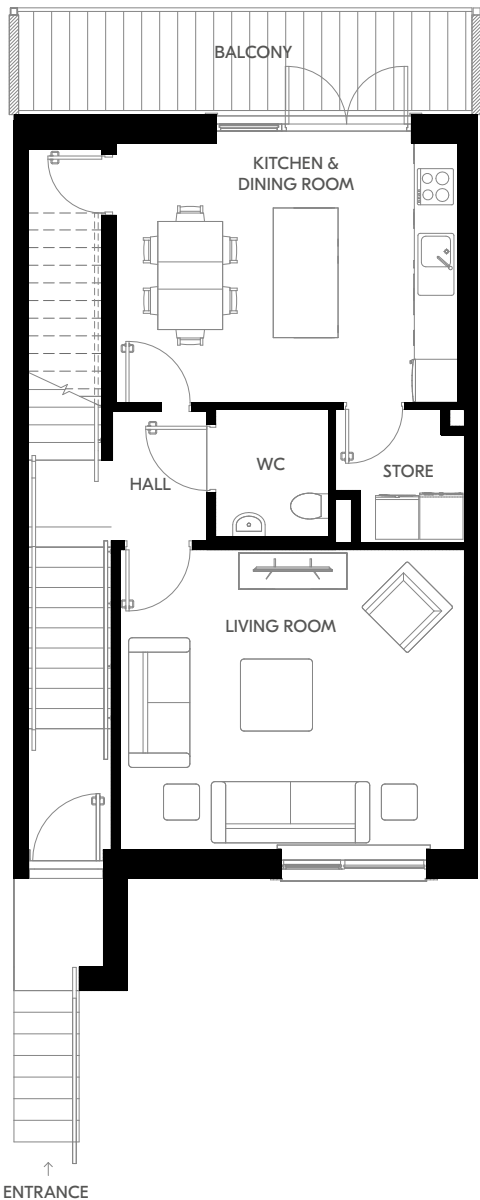 BALCONY
KITCHEN &
DINING ROOM
WC
HALL
STORE
LIVING ROOM
ENTRANCE